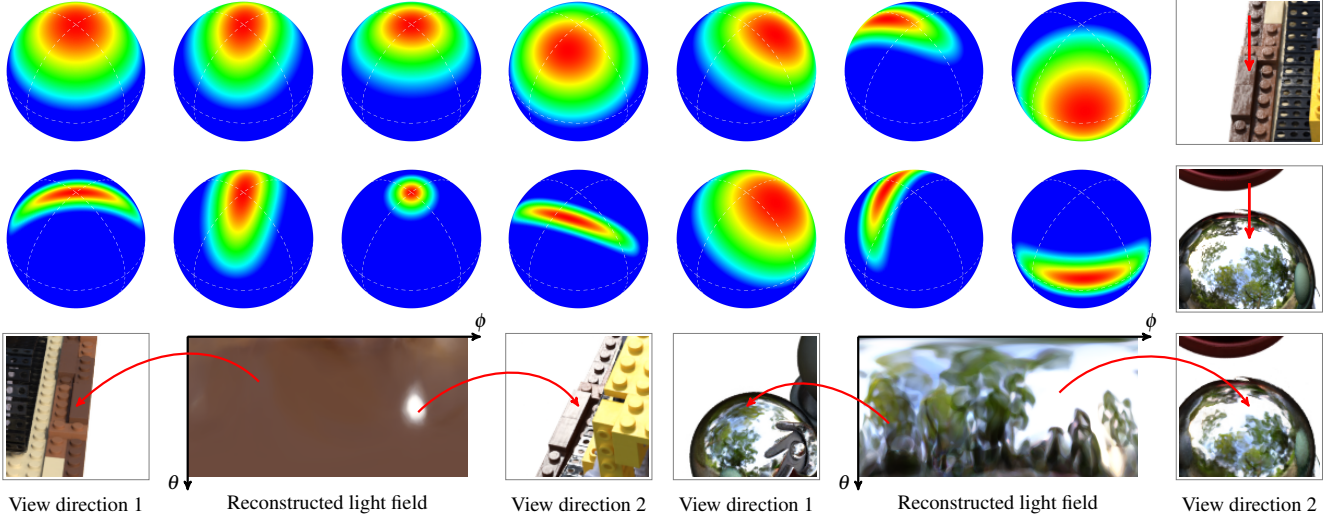 ϕ
ϕ
θ
θ
View direction 1
Reconstructed light field
View direction 2
View direction 1
Reconstructed light field
View direction 2